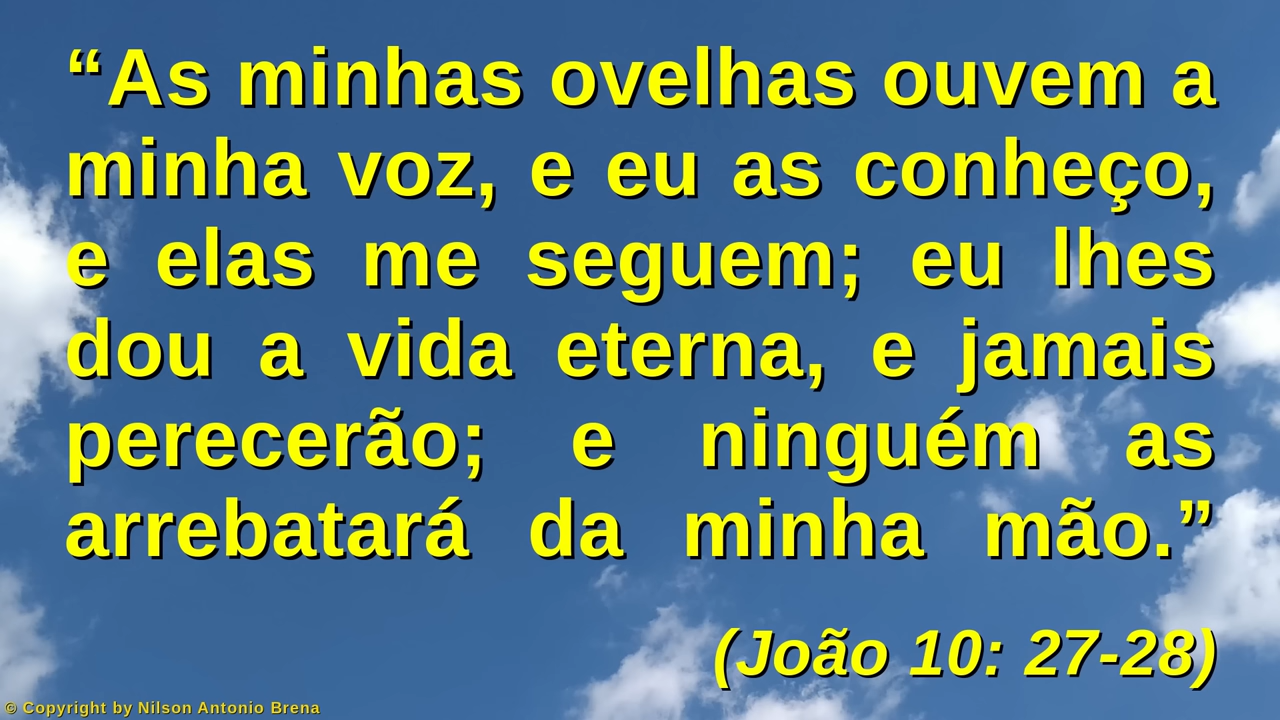 “As minhas ovelhas ouvem a
minha voz, e eu as conheço,
e elas me seguem; eu lhes
dou a vida eterna, e jamais
perecerão; e ninguém as
arrebatará da minha mão.”
(João 10: 27-28)
© Copyright by Nilson Antonio Brena